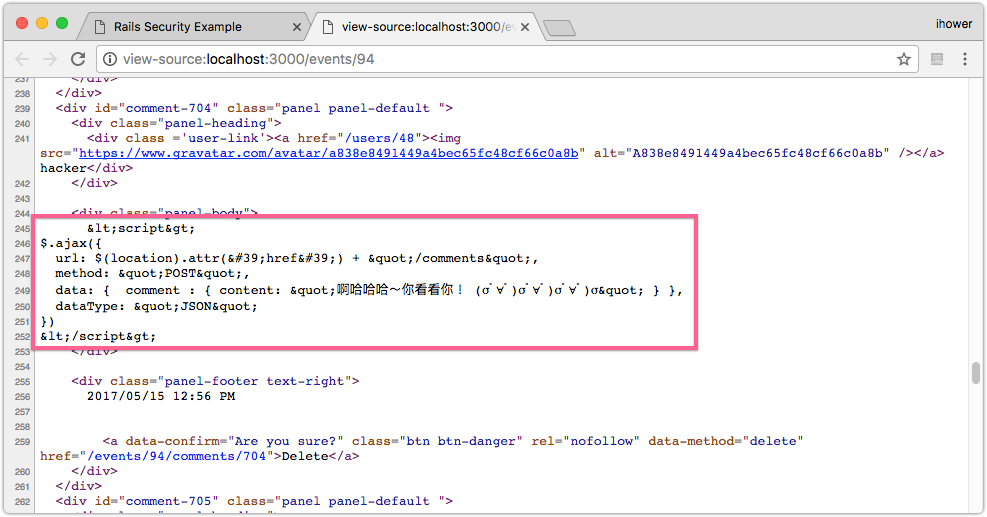 Rails Security Example
view-source:localhost:3000/ev
ihower
view-source:localhost:3000/events/94
237 </div>
238 </div>
239 <div id="comment-704" class="panel panel-default ">
240 <div class="panel-heading">
241 <div class ='user-link'><a href="/users/48"><img
src="https://www.gravatar.com/avatar/a838e8491449a4bec65fc48cf66c0a8b" alt="A838e8491449a4bec65fc48cf66c0a8b" /></a>
hacker</div>
242 </div>
243
244 <div class="panel-body">
245 &lt;script&gt;
246 $.ajax({
247 url: $(location).attr(&#39;href&#39;) + &quot;/comments&quot;,
248 method: &quot;POST&quot;,
249 data: {  comment : { content: &quot;啊哈哈哈～你看看你！ (σﾟ∀ﾟ)σﾟ∀ﾟ)σﾟ∀ﾟ)σ&quot; } },
250 dataType: &quot;JSON&quot;
251 })
252 &lt;/script&gt;
253 </div>
254
255 <div class="panel-footer text-right">
256 2017/05/15 12:56 PM
257
258
259 <a data-confirm="Are you sure?" class="btn btn-danger" rel="nofollow" data-method="delete"
href="/events/94/comments/704">Delete</a>
260 </div>
261 </div>
262 <div id="comment-705" class="panel panel-default ">